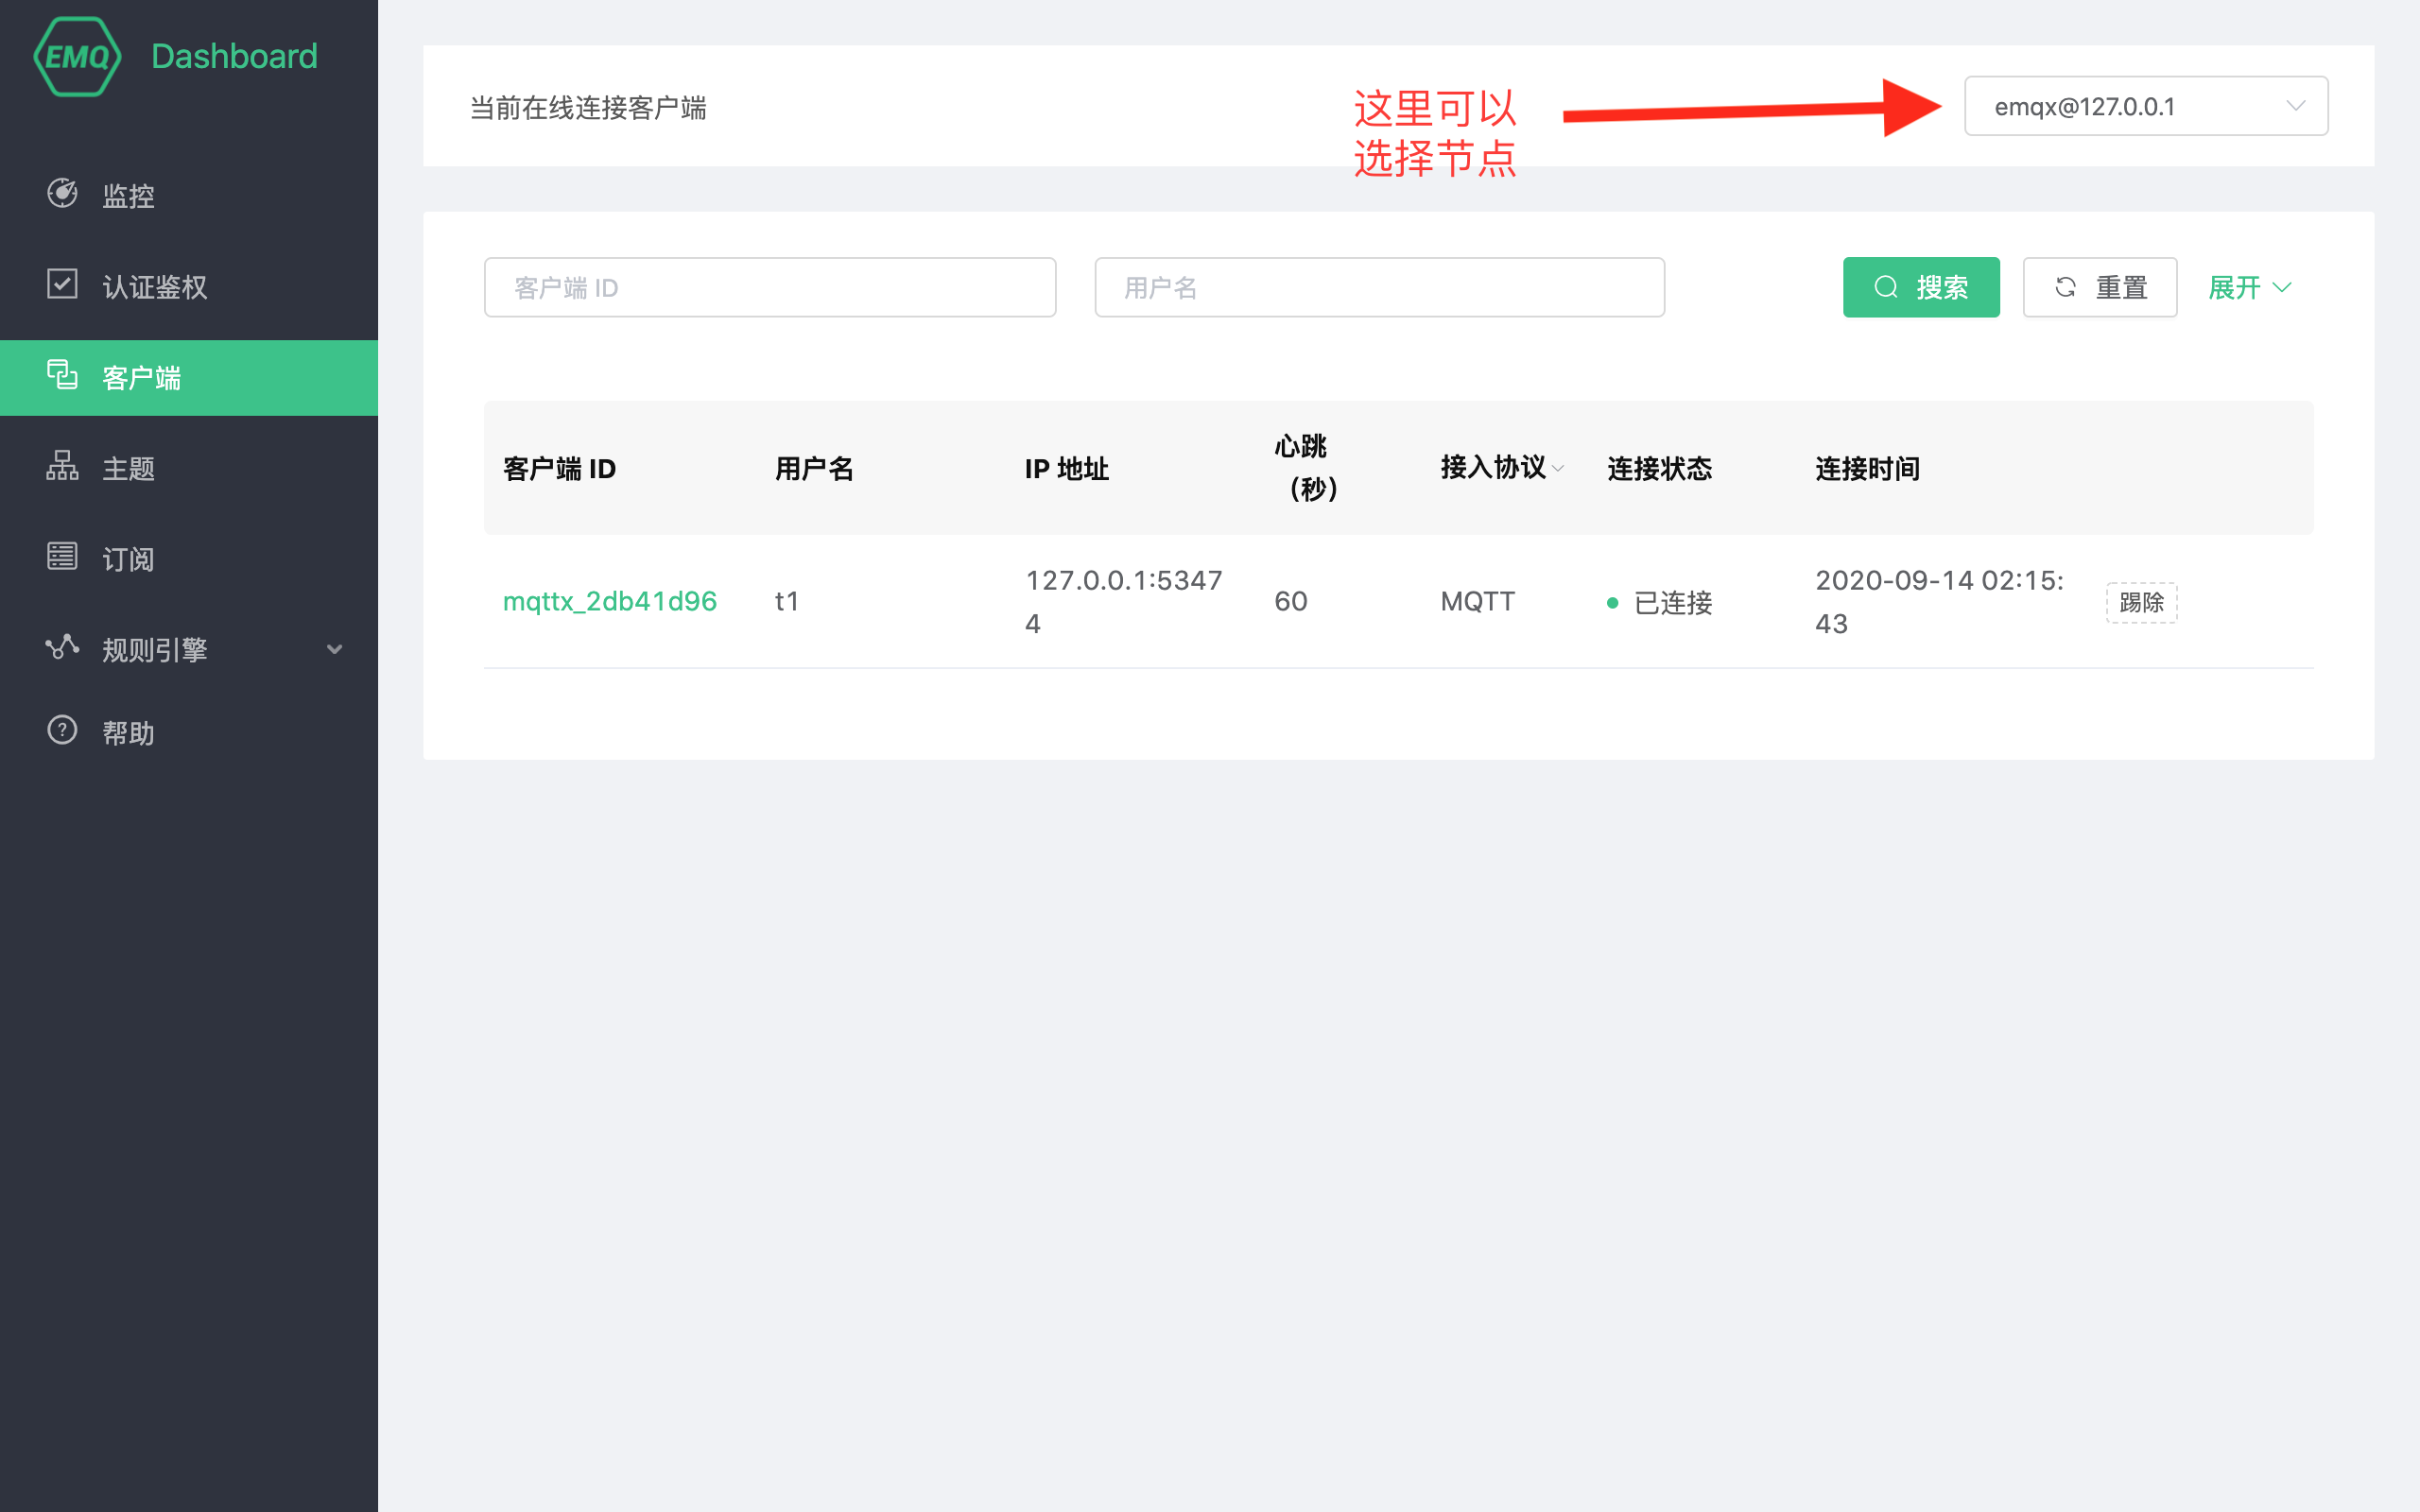 EMQ Dashboard
监控
认证鉴权
客户端
主题
订阅
规则引擎
帮助
当前在线连接客户端
这里可以
选择节点
emqx@127.0.0.1
客户端 ID
用户名
搜索
重置
展开
客户端 ID
用户名
IP 地址
心跳
（秒）
接入协议
连接状态
连接时间
mqttx_2db41d96
t1
127.0.0.1:5347
4
60
MQTT
已连接
2020-09-14 02:15:
43
踢除